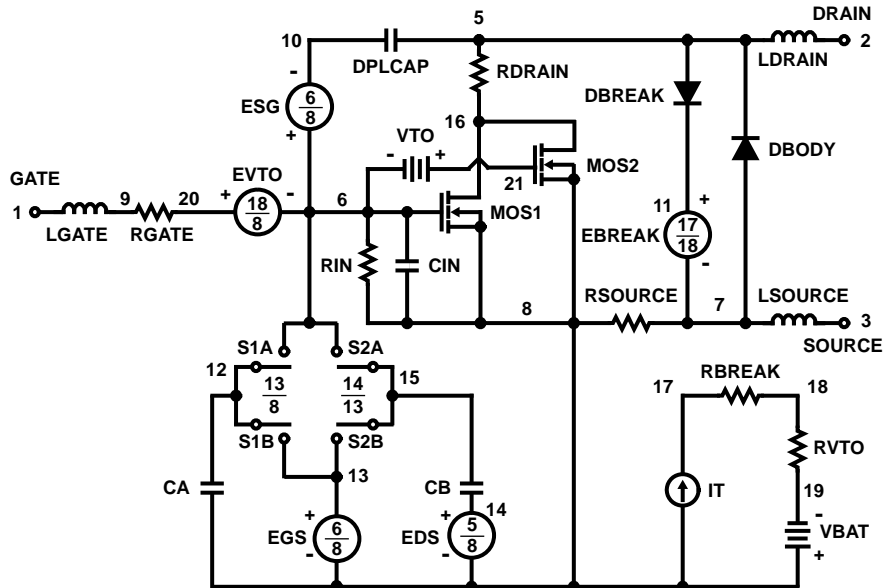 5 DRAIN
10 2
DPLCAP LDRAIN
RDRAIN
- DBREAK
ESG 6/8
+ 16 VTO
- +
DBODY
MOS2
GATE EVTO 21
9 20 + 18/8 - 6 11 +
1 MOS1
LGATE RGATE EBREAK 17/18
RIN CIN -
8 RSOURCE 7 LSOURCE
3
SOURCE
S1A S2A
12 15 RBREAK
13/8 14/13 17 18
S1B S2B
RVTO
13
CA CB IT 19
+ + 14 -
EGS 6/8 EDS 5/8 VBAT
- - +